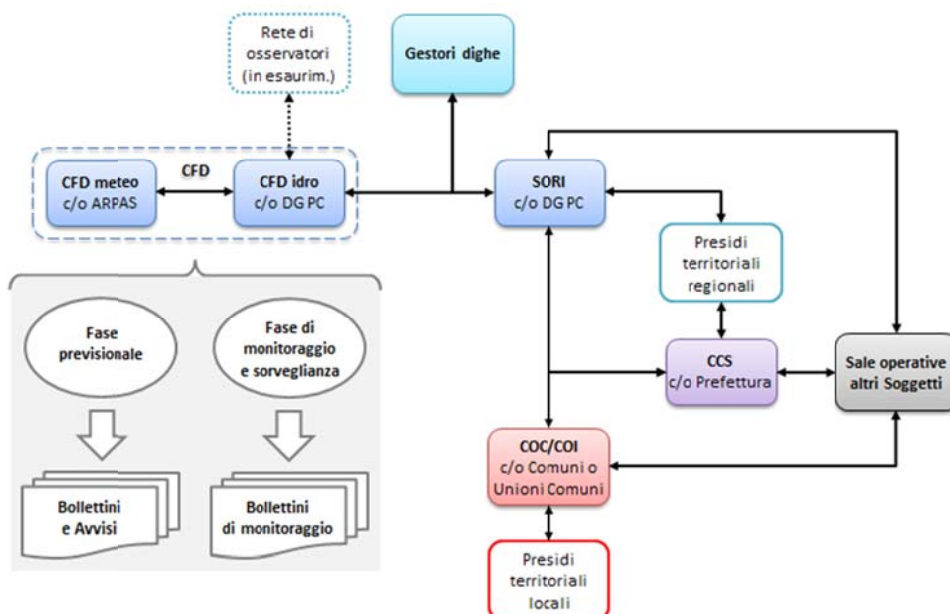 Rete di
osservatori
(in esaurim.)
Gestori dighe
CFD meteo
c/o ARPAS
CFD
CFD idro
c/o DG PC
SORI
c/o DG PC
Presidi
territoriali
regionali
Fase
previsionale
Fase di
monitoraggio
e sorveglianza
CCS
c/o Prefettura
Sale operative
altri Soggetti
COC/COI
c/o Comuni o
Unioni Comuni
Bollettini
e Avvisi
Bollettini
di monitoraggio
Presidi
territoriali
locali